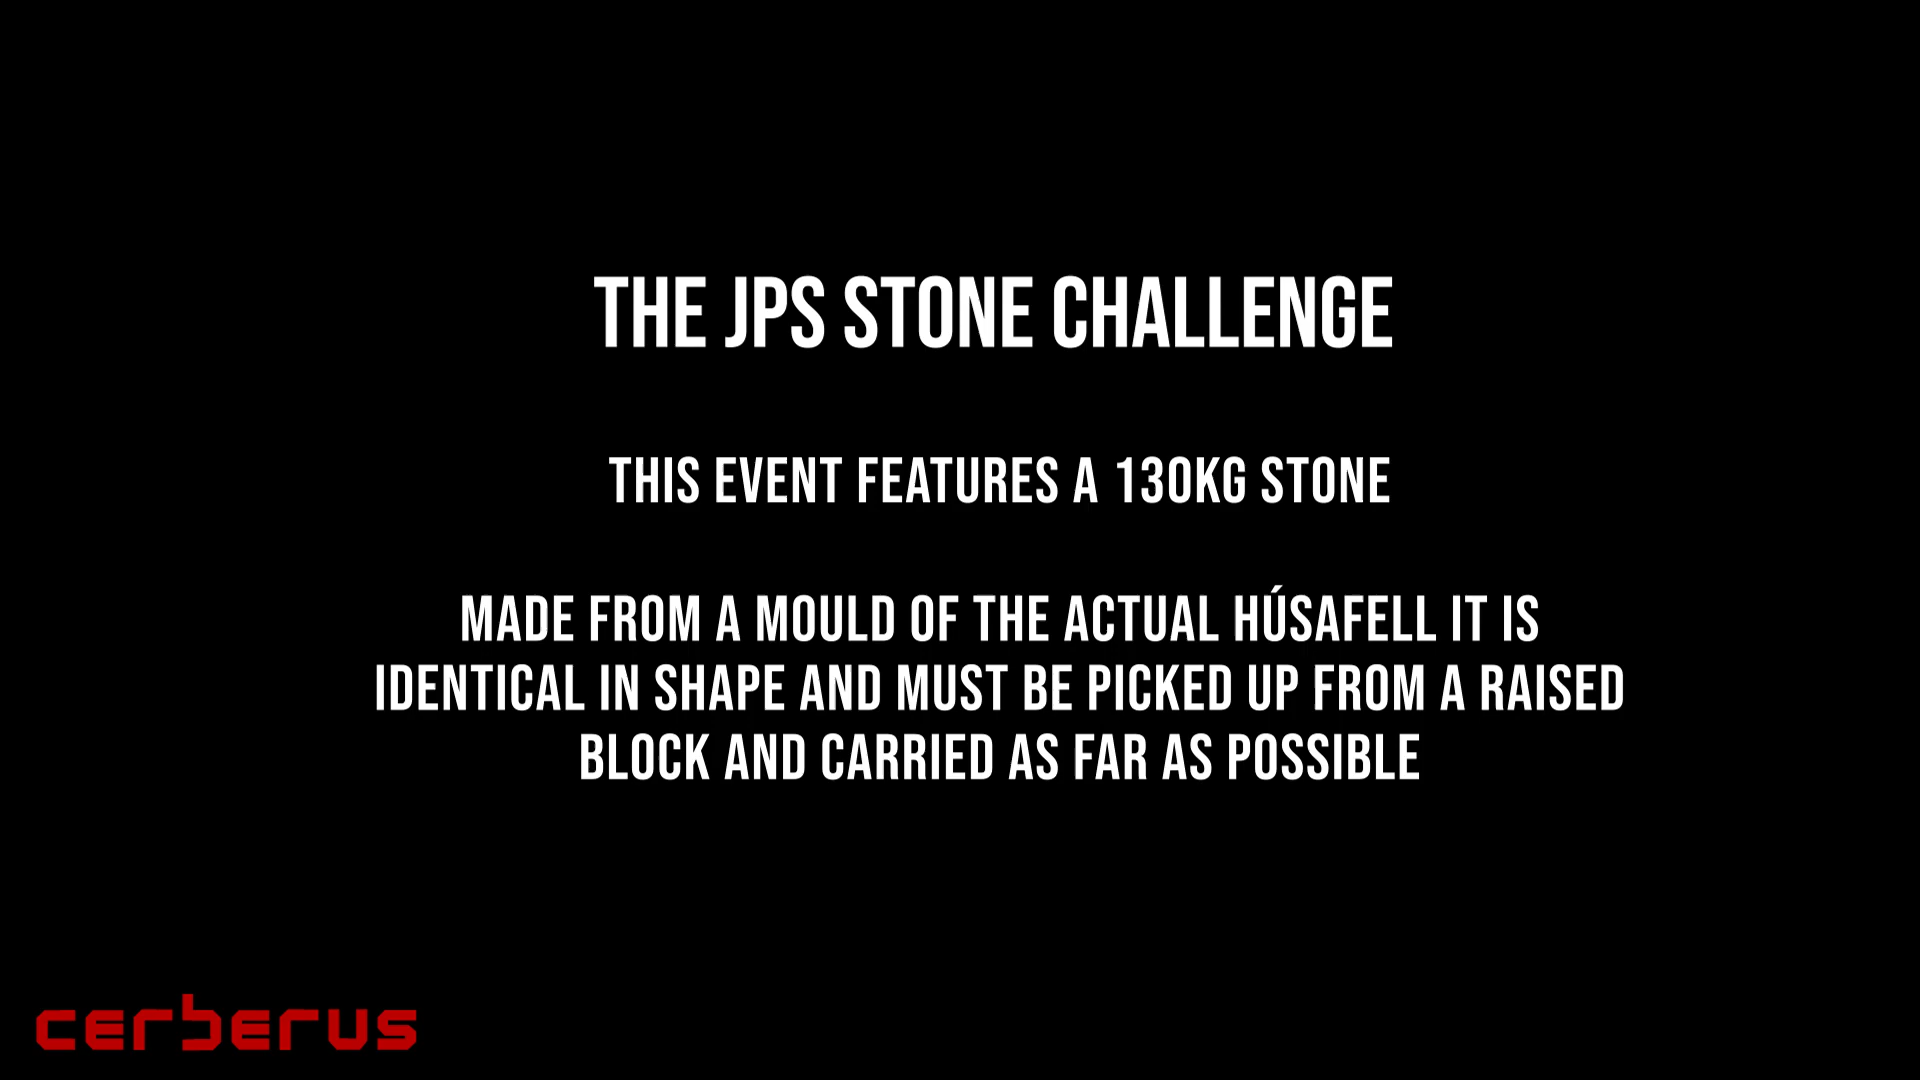 THE JPS STONE CHALLENGE
THIS EVENT FEATURES A 130KG STONE
MADE FROM A MOULD OF THE ACTUAL HÚSAFELL IT IS
IDENTICAL IN SHAPE AND MUST BE PICKED UP FROM A RAISED
BLOCK AND CARRIED AS FAR AS POSSIBLE
cerberus